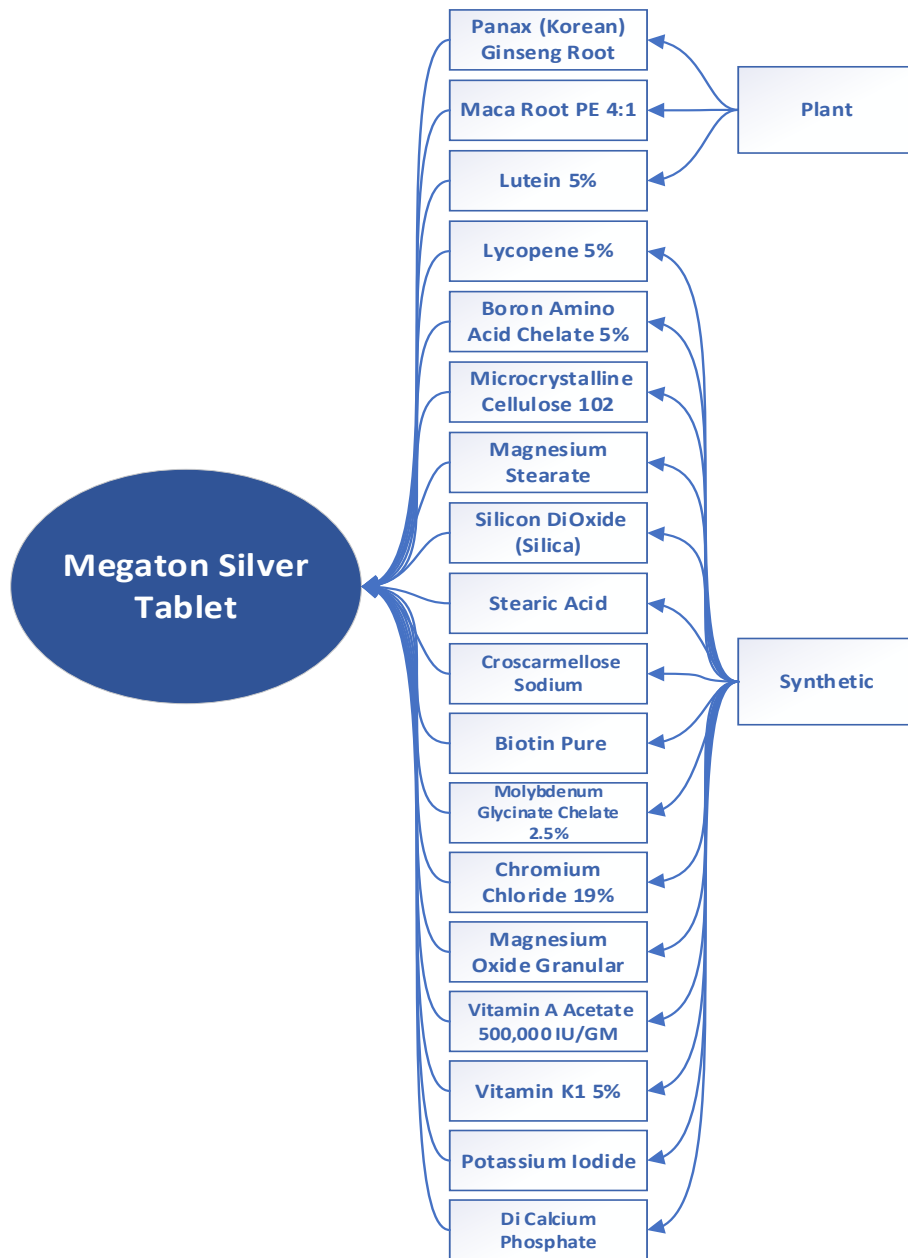 Panax (Korean)
Ginseng Root
Maca Root PE 4:1
Plant
Lutein 5%
Lycopene 5%
Boron Amino
Acid Chelate 5%
Microcrystalline
Cellulose 102
Magnesium
Stearate
Silicon DiOxide
(Silica)
Megaton Silver
Tablet
Stearic Acid
Croscarmellose
Sodium
Synthetic
Biotin Pure
Molybdenum
Glycinate Chelate
2.5%
Chromium
Chloride 19%
Magnesium
Oxide Granular
Vitamin A Acetate
500,000 IU/GM
Vitamin K1 5%
Potassium Iodide
Di Calcium
Phosphate